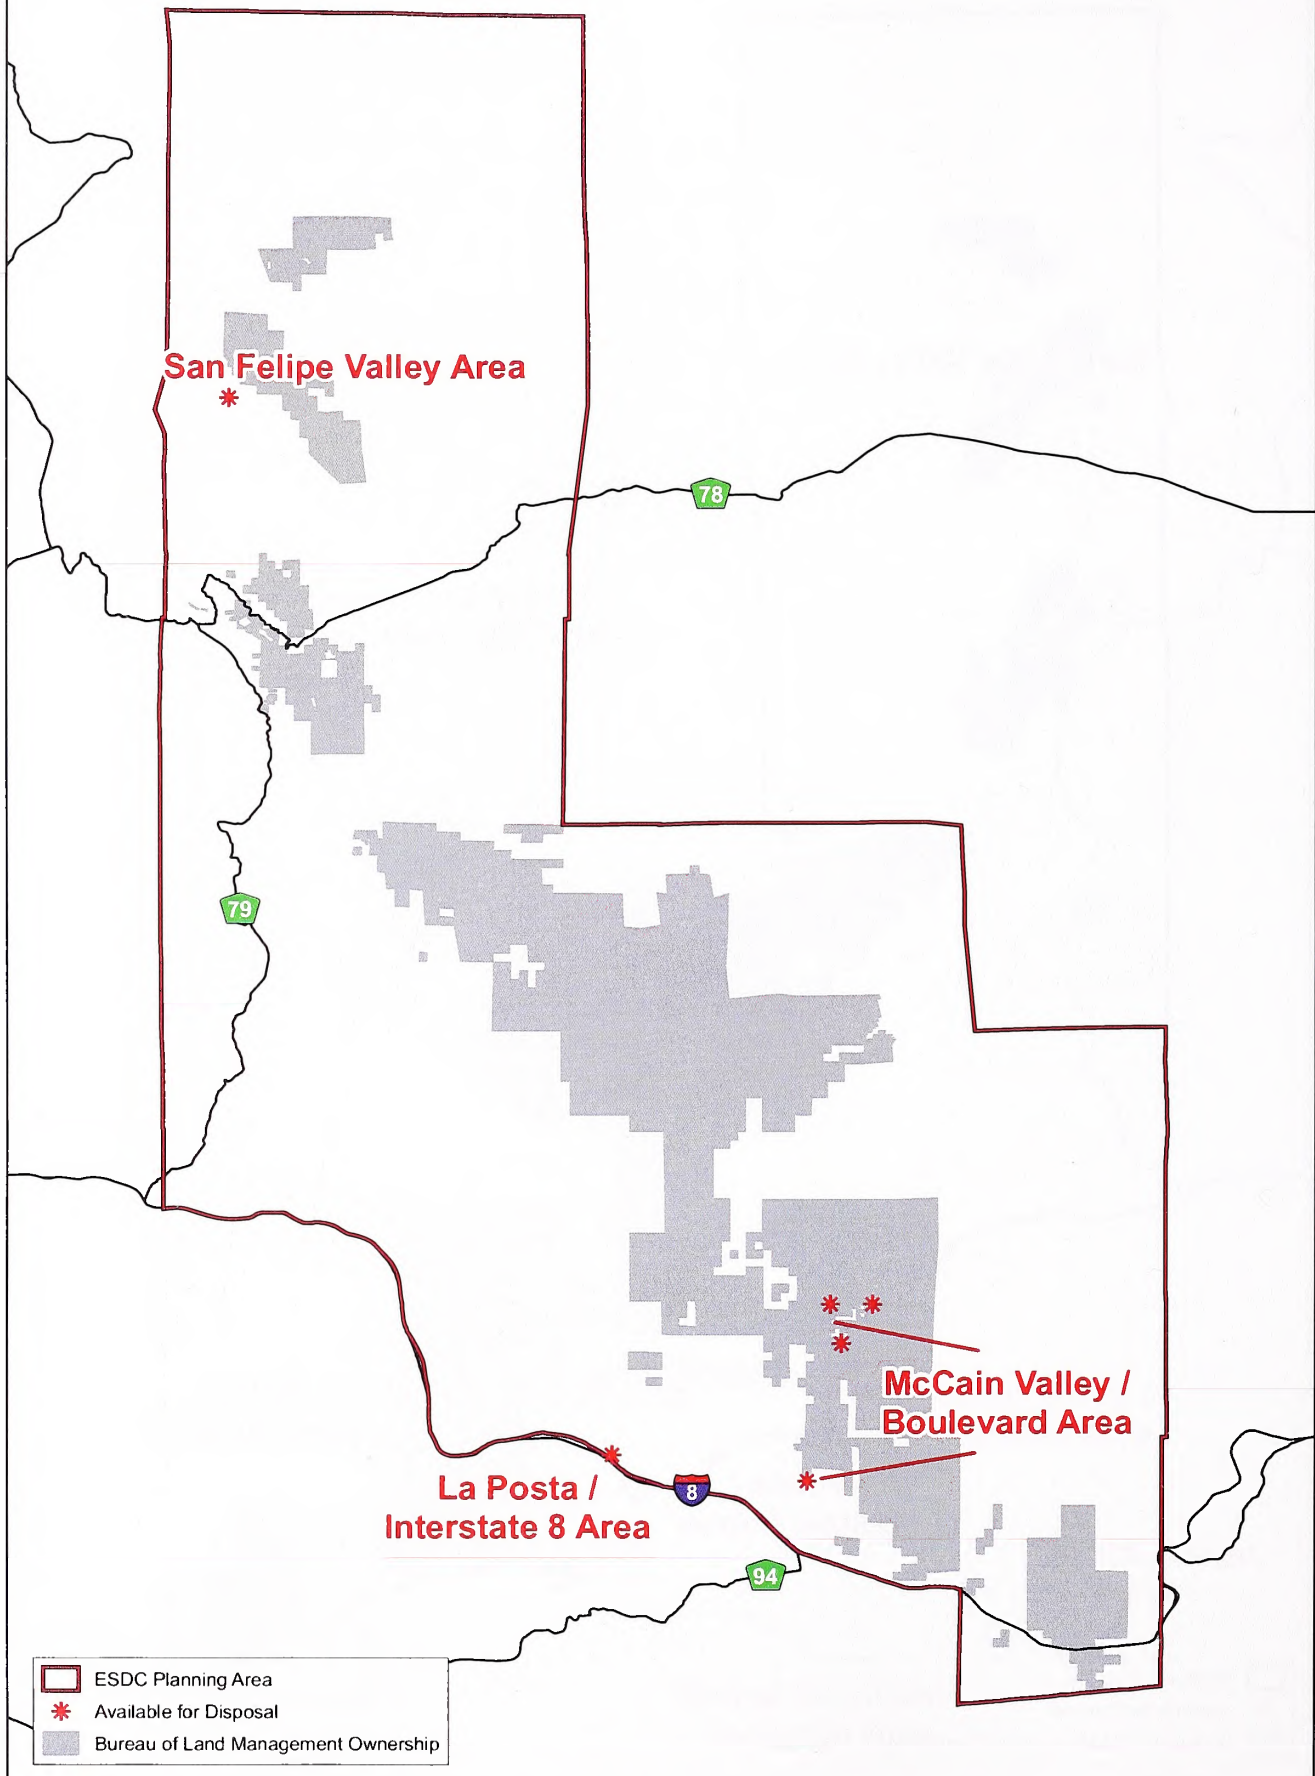 San Felipe Valley Area
78
79
McCain Valley /
Boulevard Area
La Posta /
Interstate 8 Area
8
94
ESDC Planning Area
Available for Disposal
Bureau of Land Management Ownership